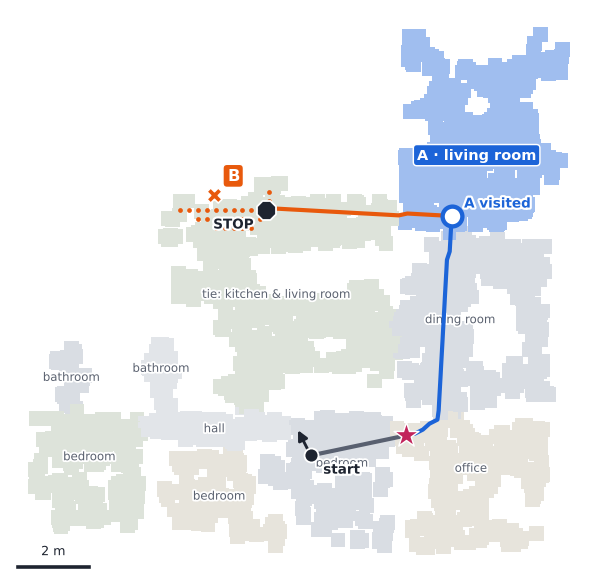 A · living room
B
A visited
STOP
tie: kitchen & living room
dining room
bathroom
bathroom
hall
bedroom
bedroom
start
office
bedroom
2 m